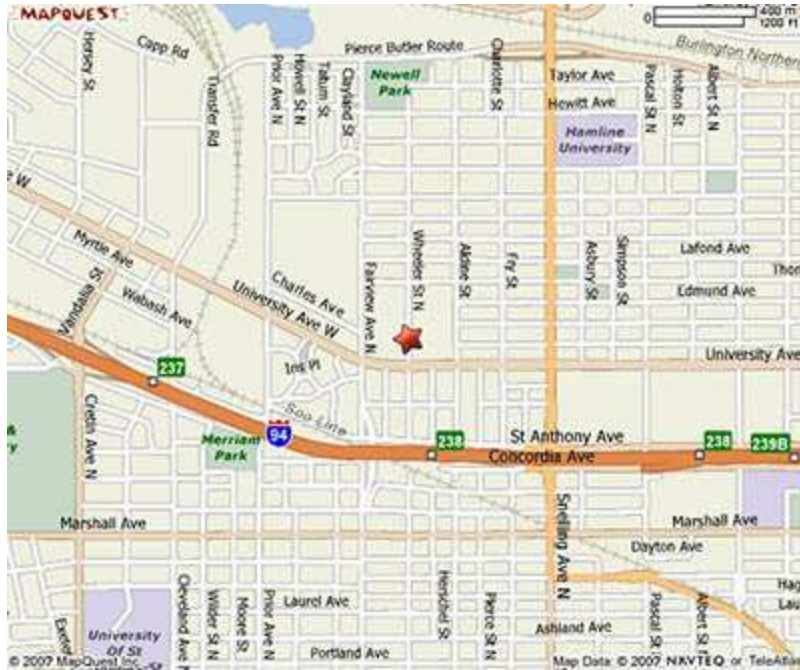 MAPQUEST
0 400 m
1200 ft
Hersey St
Capp Rd
Transfer Rd
Prior Ave N
Howell St N
Tatum St
Clayland St
Pierce Butler Route
Newell
Park
Charlotte St
Burlington Northern
Taylor Ave
Hewitt Ave
Hamline
University
Pascal St N
Holton St
Albert St N
e W
Myrtle Ave
Vandalia St
Wabash Ave
Charles Ave
University Ave W
Fairview Ave N
Wheeler St N
Aldine St
Fry St
Asbury St
Simpson St
Lafond Ave
Thom
Edmund Ave
University Ave
Ins Pl
237
Soo Line
94
Merriam
Park
Cretin Ave N
238
St Anthony Ave
Concordia Ave
238
239B
y
Marshall Ave
Snelling Ave N
Marshall Ave
Dayton Ave
Cleveland Ave N
Wilder St N
Moore St
Prior Ave N
Laurel Ave
Herschel St
Pierce St N
Ashland Ave
Pascal St
Albert St N
Hag
Lau
Exeter
University
Of St
Portland Ave
© 2007 MapQuest Inc.
Map Data: © 2007 NAVTEQ or TeleAtlas